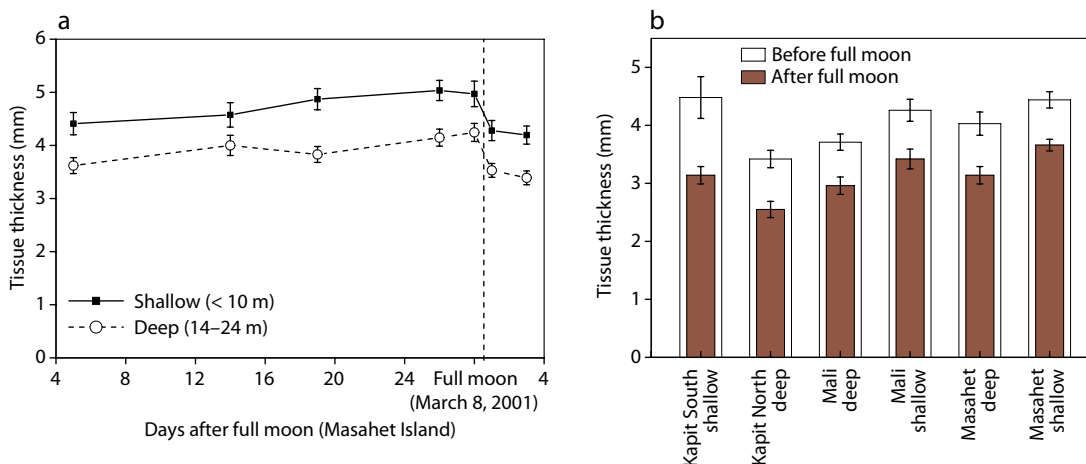 a
6
5
4
3
2
1
0
Tissue thickness (mm)
Shallow (< 10 m)
Deep (14–24 m)
4 8 12 16 20 24 Full moon 4
(March 8, 2001)
Days after full moon (Masahet Island)
b
5
4
3
2
1
0
Tissue thickness (mm)
Before full moon
After full moon
Kapit South
shallow
Kapit North
deep
Mali
deep
Mali
shallow
Masahet
deep
Masahet
shallow